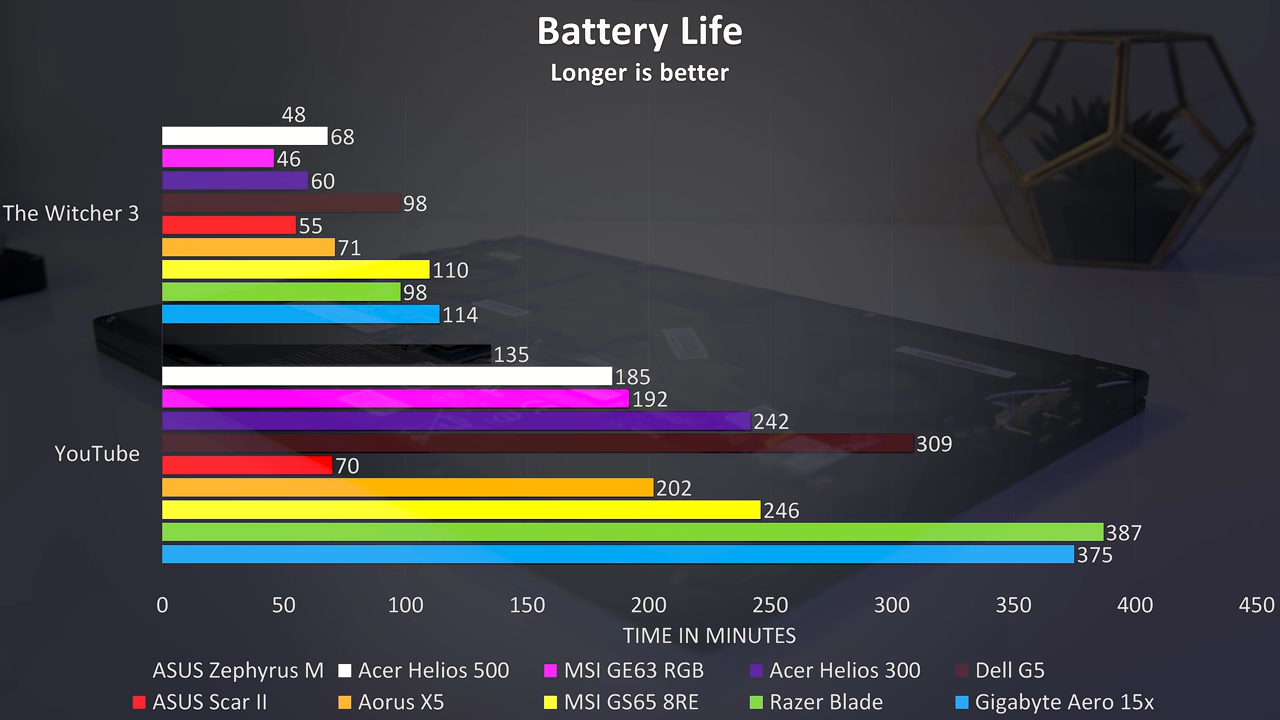 Battery Life
Longer is better
48
68
46
60
98
The Witcher 3
55
71
110
98
114
135
185
192
242
309
YouTube
70
202
246
387
375
0 50 100 150 200 250 300 350 400 450
TIME IN MINUTES
ASUS Zephyrus M Acer Helios 500 MSI GE63 RGB Acer Helios 300 Dell G5
ASUS Scar II Aorus X5 MSI GS65 8RE Razer Blade Gigabyte Aero 15x